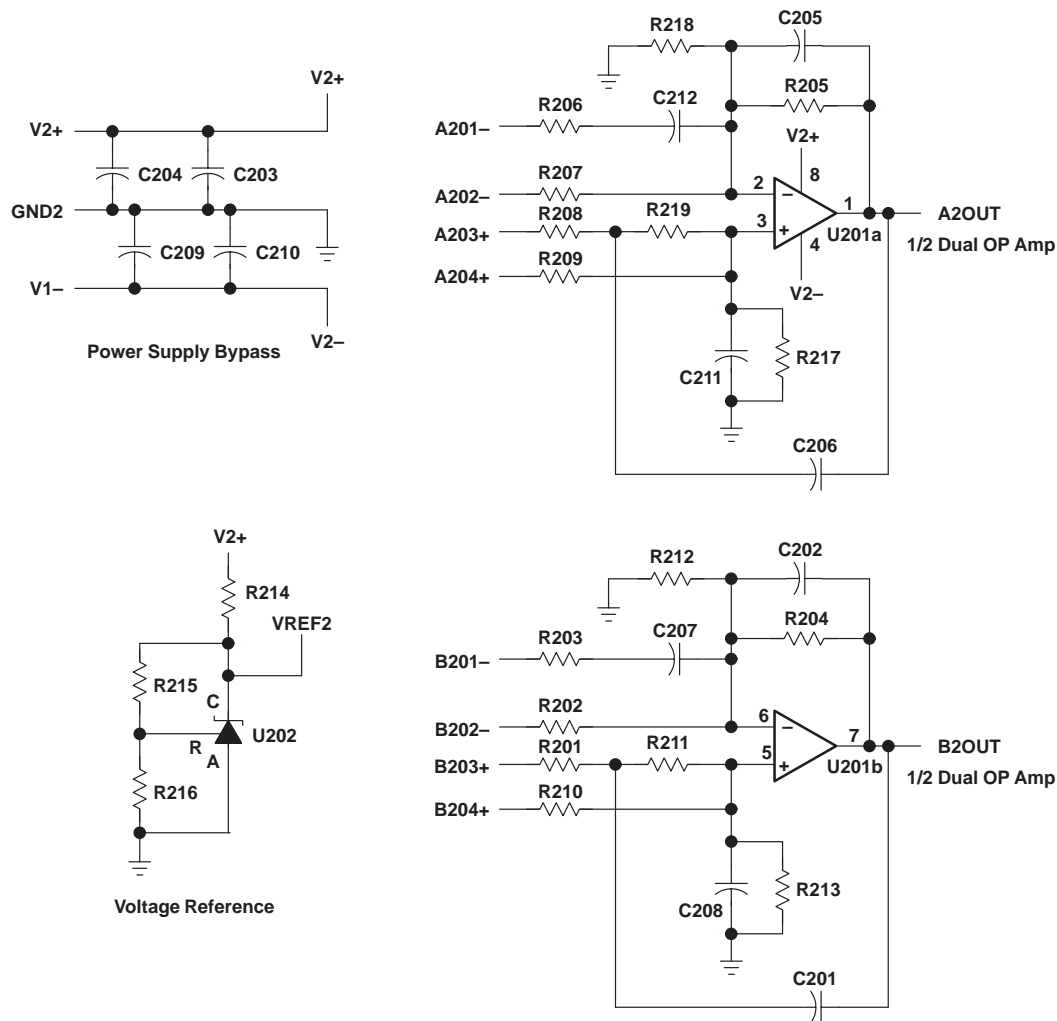 V2+
V2+
C204
C203
GND2
C209
C210
V1–
V2–
Power Supply Bypass
R218
C205
R206
C212
R205
A201–
V2+
R207
A202–
2
8
–
1
A2OUT
R208
R219
A203+
3
+
U201a
1/2 Dual OP Amp
4
R209
A204+
V2–
C211
R217
C206
V2+
R214
VREF2
R215
C
R
U202
A
R216
Voltage Reference
R212
C202
R203
C207
R204
B201–
R202
B202–
6
–
7
B2OUT
R201
R211
B203+
5
+
U201b
1/2 Dual OP Amp
R210
B204+
C208
R213
C201